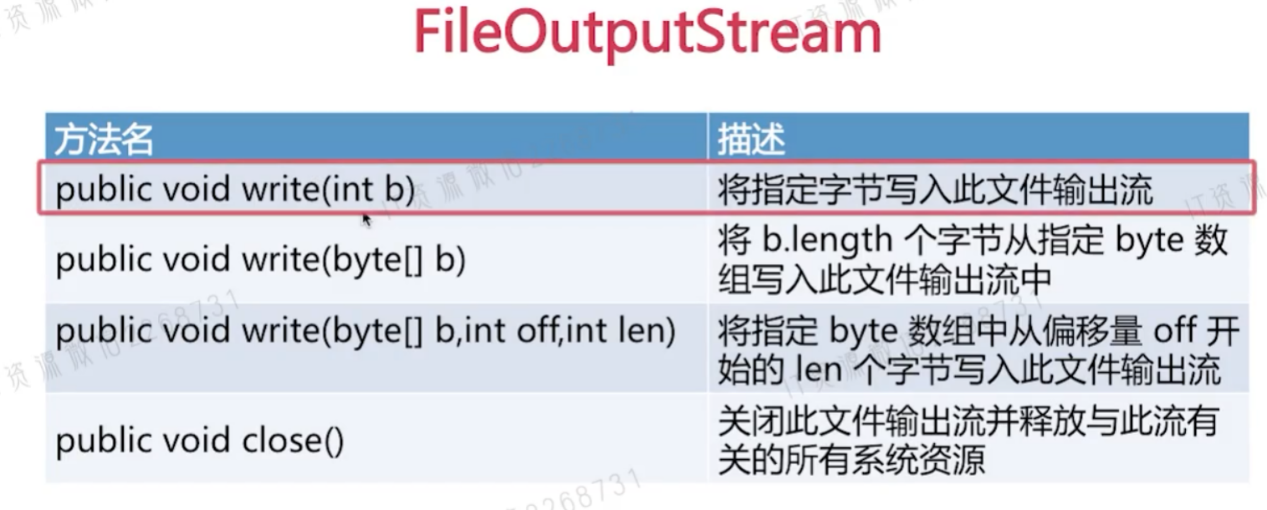 FileOutputStream
方法名
描述
public void write(int b)
将指定字节写入此文件输出流
public void write(byte[] b)
将 b.length 个字节从指定 byte 数
组写入此文件输出流中
public void write(byte[] b,int off,int len)
将指定 byte 数组中从偏移量 off 开
始的 len 个字节写入此文件输出流
public void close()
关闭此文件输出流并释放与此流有
关的所有系统资源